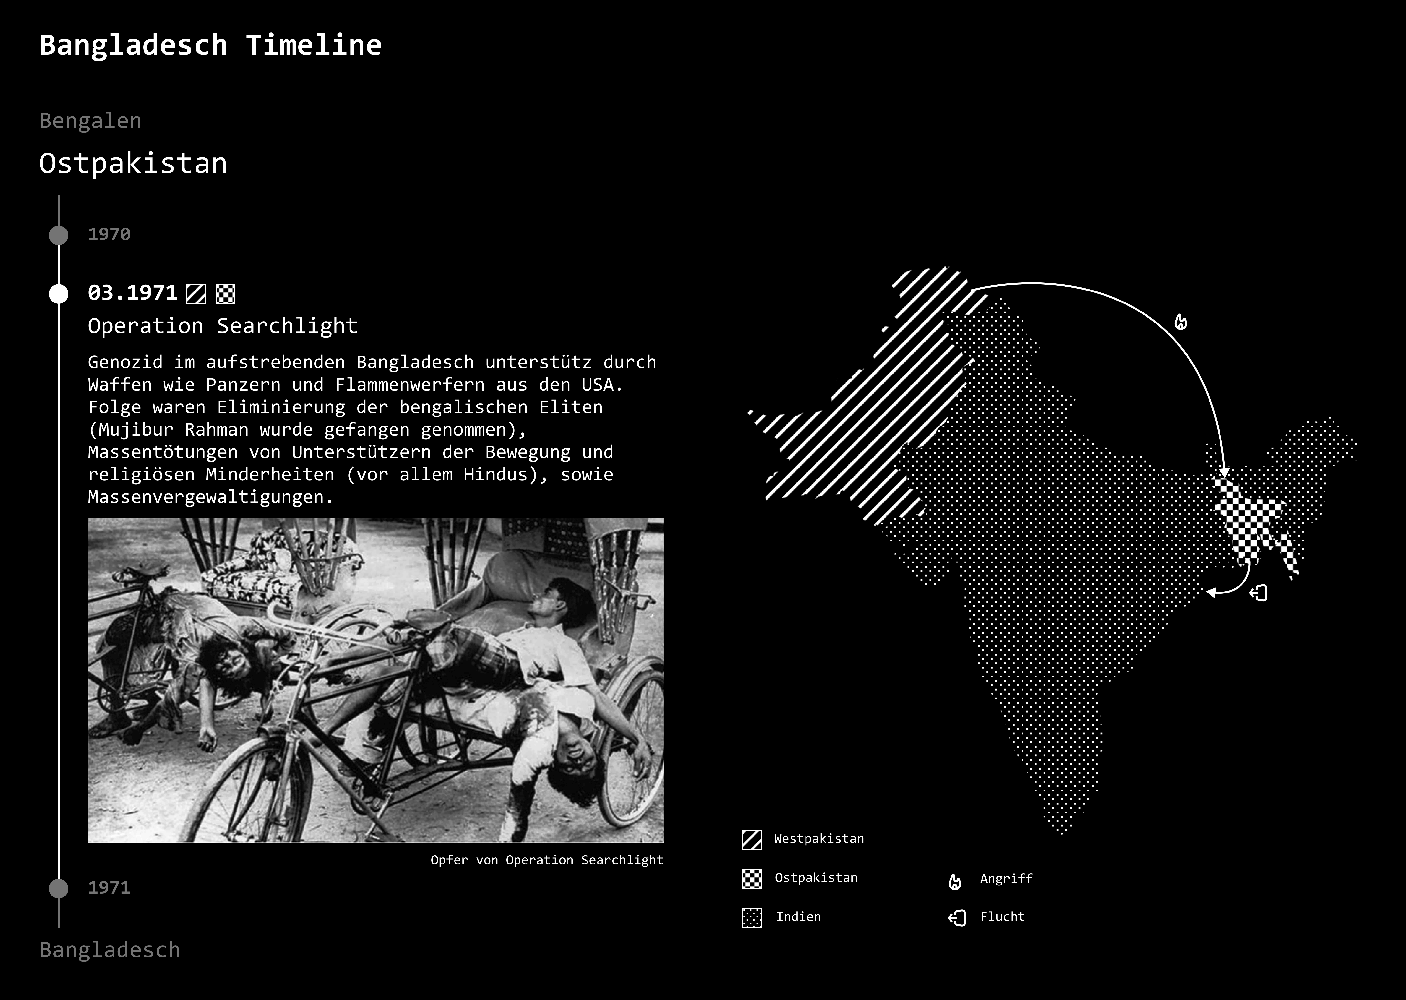 Bangladesch Timeline
Bengalen
Ostpakistan
1970
03.1971
Operation Searchlight
Genozid im aufstrebenden Bangladesch unterstütz durch
Waffen wie Panzern und Flammenwerfern aus den USA.
Folge waren Eliminierung der bengalischen Eliten
(Mujibur Rahman wurde gefangen genommen),
Massentötungen von Unterstützern der Bewegung und
religiösen Minderheiten (vor allem Hindus), sowie
Massenvergewaltigungen.
Opfer von Operation Searchlight
1971
Bangladesch
Westpakistan
Ostpakistan
Indien
Angriff
Flucht